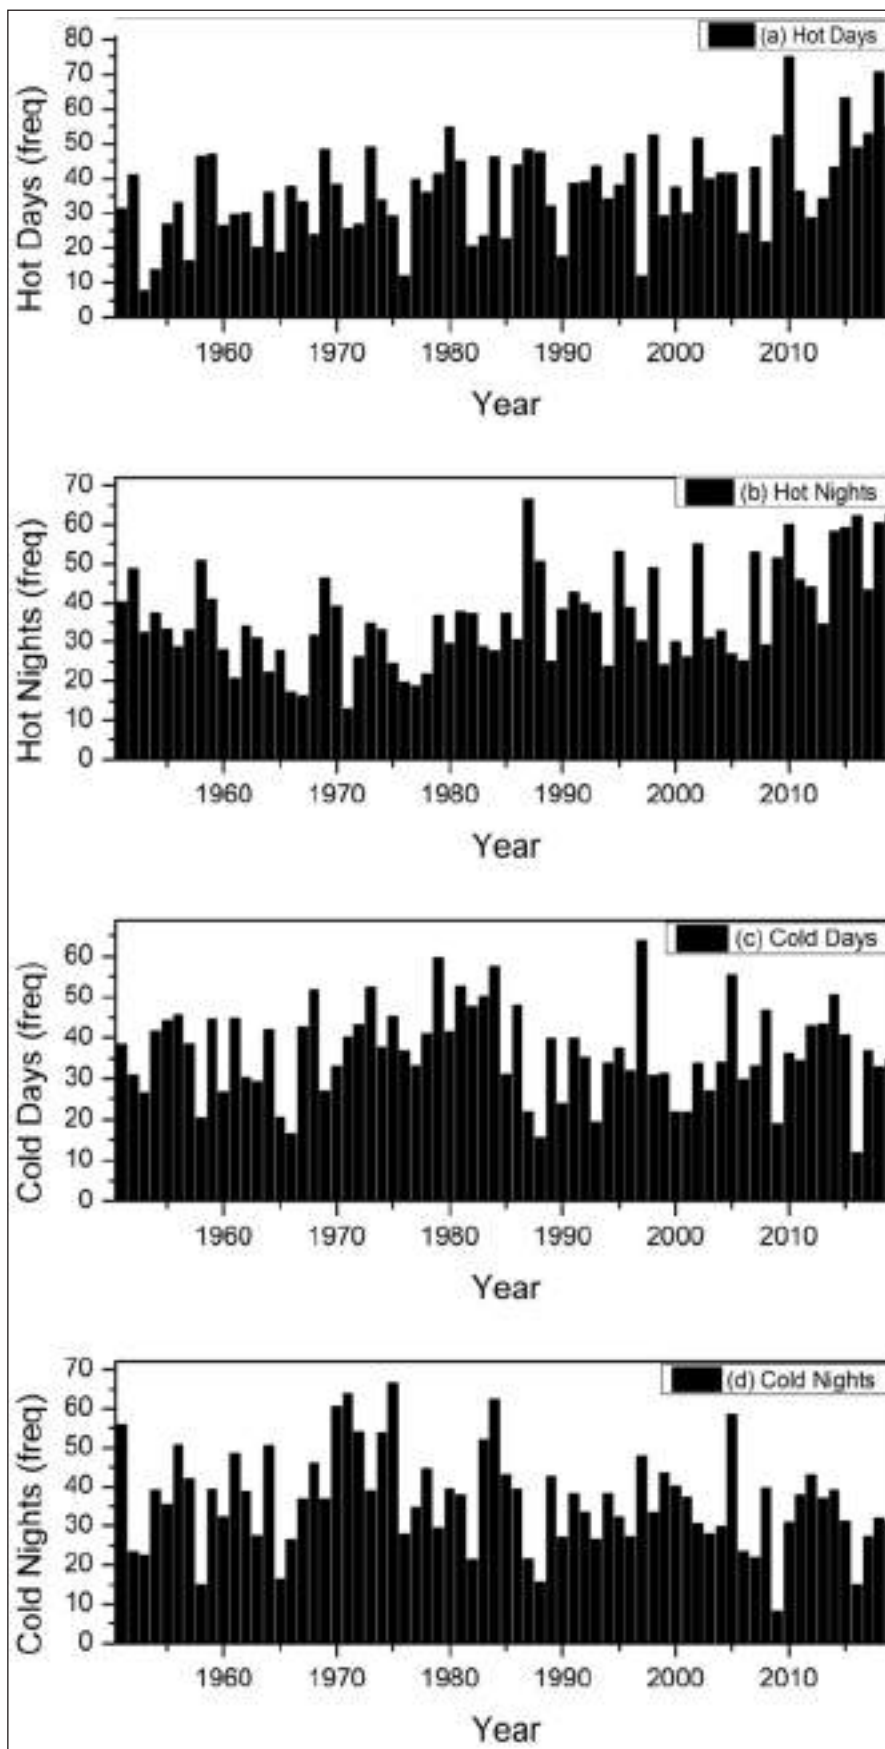 (a) Hot Days
80
70
60
50
40
30
20
10
0
Hot Days (freq)
1960 1970 1980 1990 2000 2010
Year
(b) Hot Nights
70
60
50
40
30
20
10
0
Hot Nights (freq)
1960 1970 1980 1990 2000 2010
Year
(c) Cold Days
60
50
40
30
20
10
0
Cold Days (freq)
1960 1970 1980 1990 2000 2010
Year
(d) Cold Nights
70
60
50
40
30
20
10
0
Cold Nights (freq)
1960 1970 1980 1990 2000 2010
Year